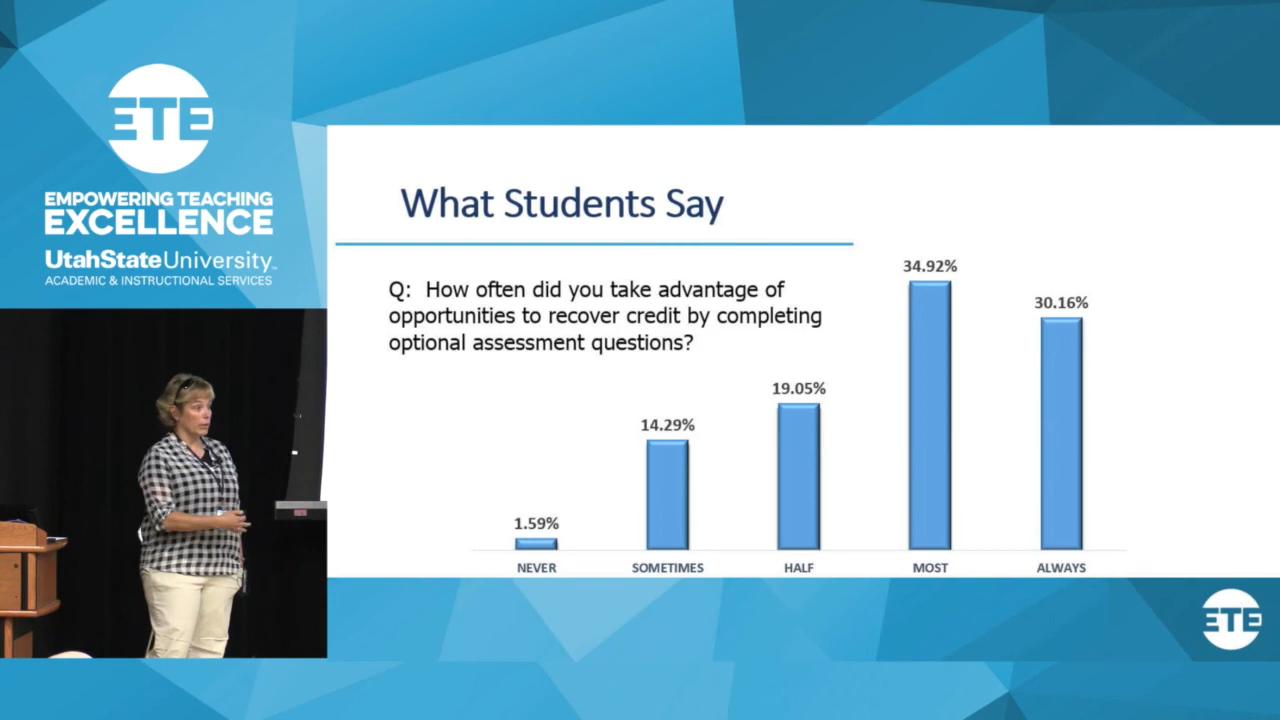 ETE
EMPOWERING TEACHING
EXCELLENCE
UtahStateUniversity
ACADEMIC & INSTRUCTIONAL SERVICES
What Students Say
Q: How often did you take advantage of
opportunities to recover credit by completing
optional assessment questions?
1.59%
14.29%
19.05%
34.92%
30.16%
NEVER
SOMETIMES
HALF
MOST
ALWAYS
ETE